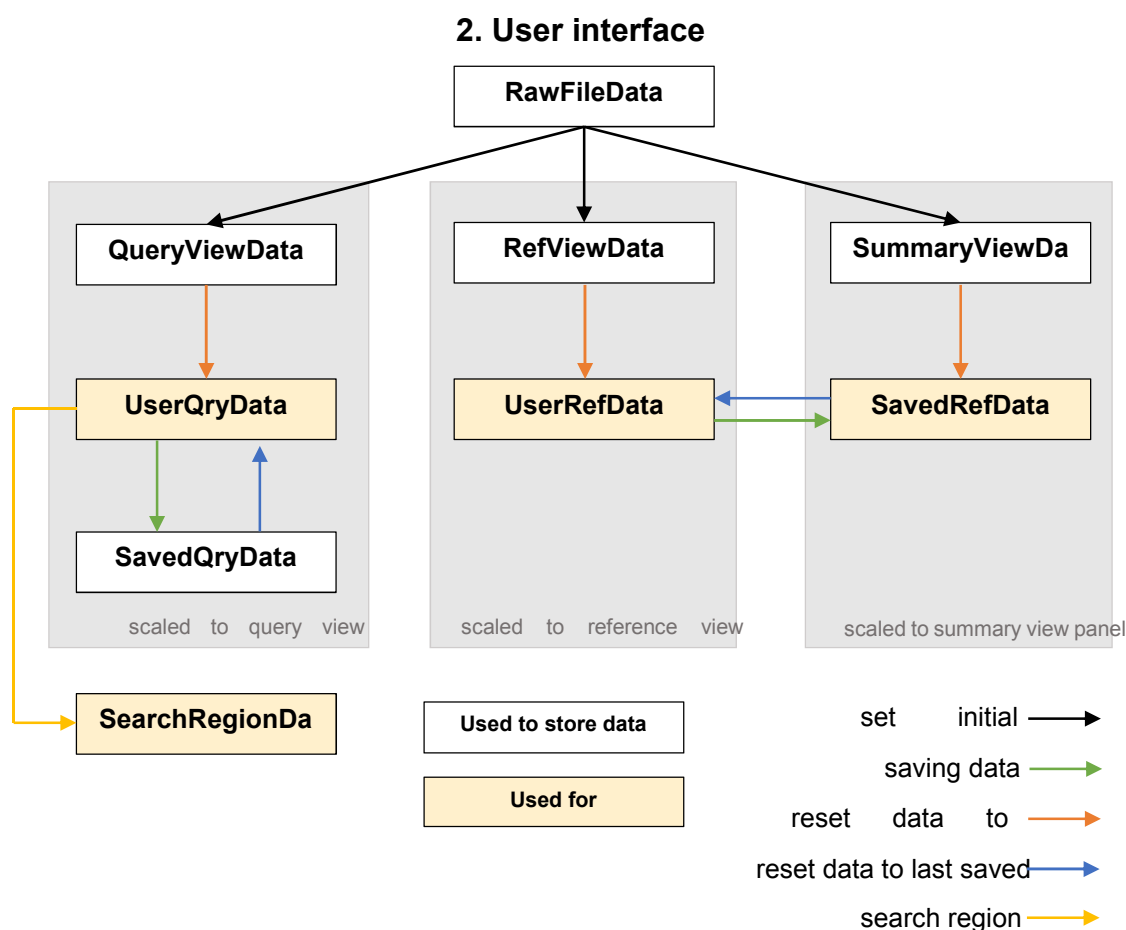 2. User interface
RawFileData
QueryViewData
RefViewData
SummaryViewDa
UserQryData
UserRefData
SavedRefData
SavedQryData
scaled to query view
scaled to reference view
scaled to summary view panel
SearchRegionDa
Used to store data
Used for
set initial
saving data
reset data to
reset data to last saved
search region